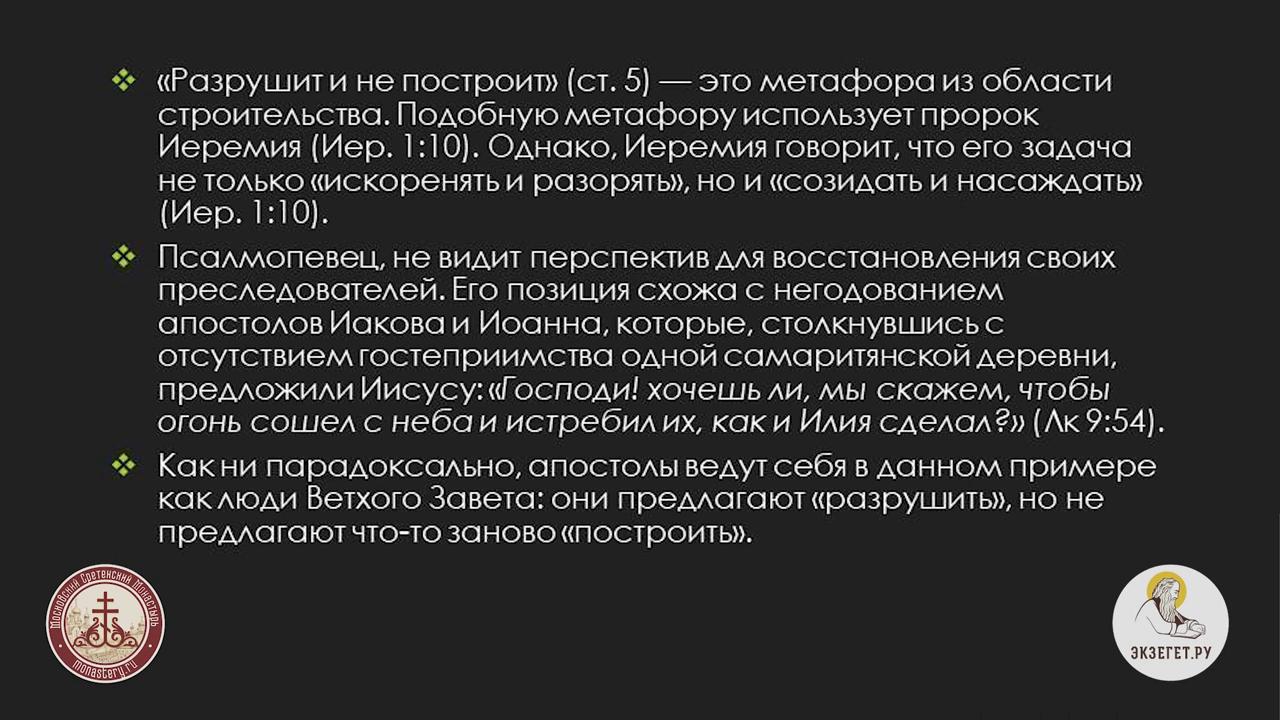 «Разрушит и не построит» (ст. 5) — это метафора из области
строительства. Подобную метафору использует пророк
Иеремия (Иер. 1:10). Однако, Иеремия говорит, что его задача
не только «искоренять и разорять», но и «созидать и насаждать»
(Иер. 1:10).
Псалмопевец, не видит перспектив для восстановления своих
преследователей. Его позиция схожа с негодованием
апостолов Иакова и Иоанна, которые, столкнувшись с
отсутствием гостеприимства одной самаритянской деревни,
предложили Иисусу: «Господи! хочешь ли, мы скажем, чтобы
огонь сошел с неба и истребил их, как и Илия сделал?» (Лк 9:54).
Как ни парадоксально, апостолы ведут себя в данном примере
как люди Ветхого Завета: они предлагают «разрушить», но не
предлагают что-то заново «построить».
Московский Сретенский Монастырь
monastery.ru
ЭКЗЕГЕТ.РУ